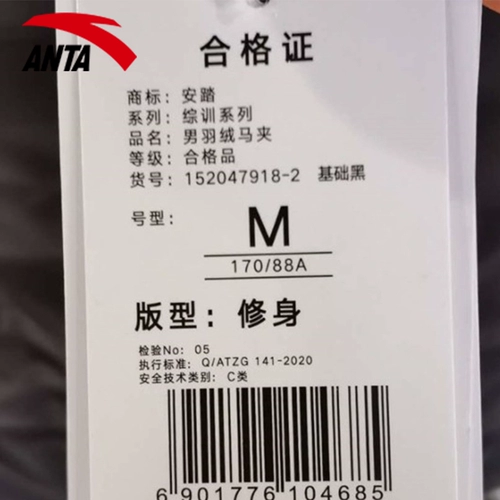 ANTA
合格证
商标: 安踏
系列: 综训系列
品名: 男羽绒马夹
等级: 合格品
货号: 152047918-2 基础黑
号型: M
170/88A
版型: 修身
检验No: 05
执行标准: Q/ATZG 141-2020
安全技术类别: C类
6 901776 104685